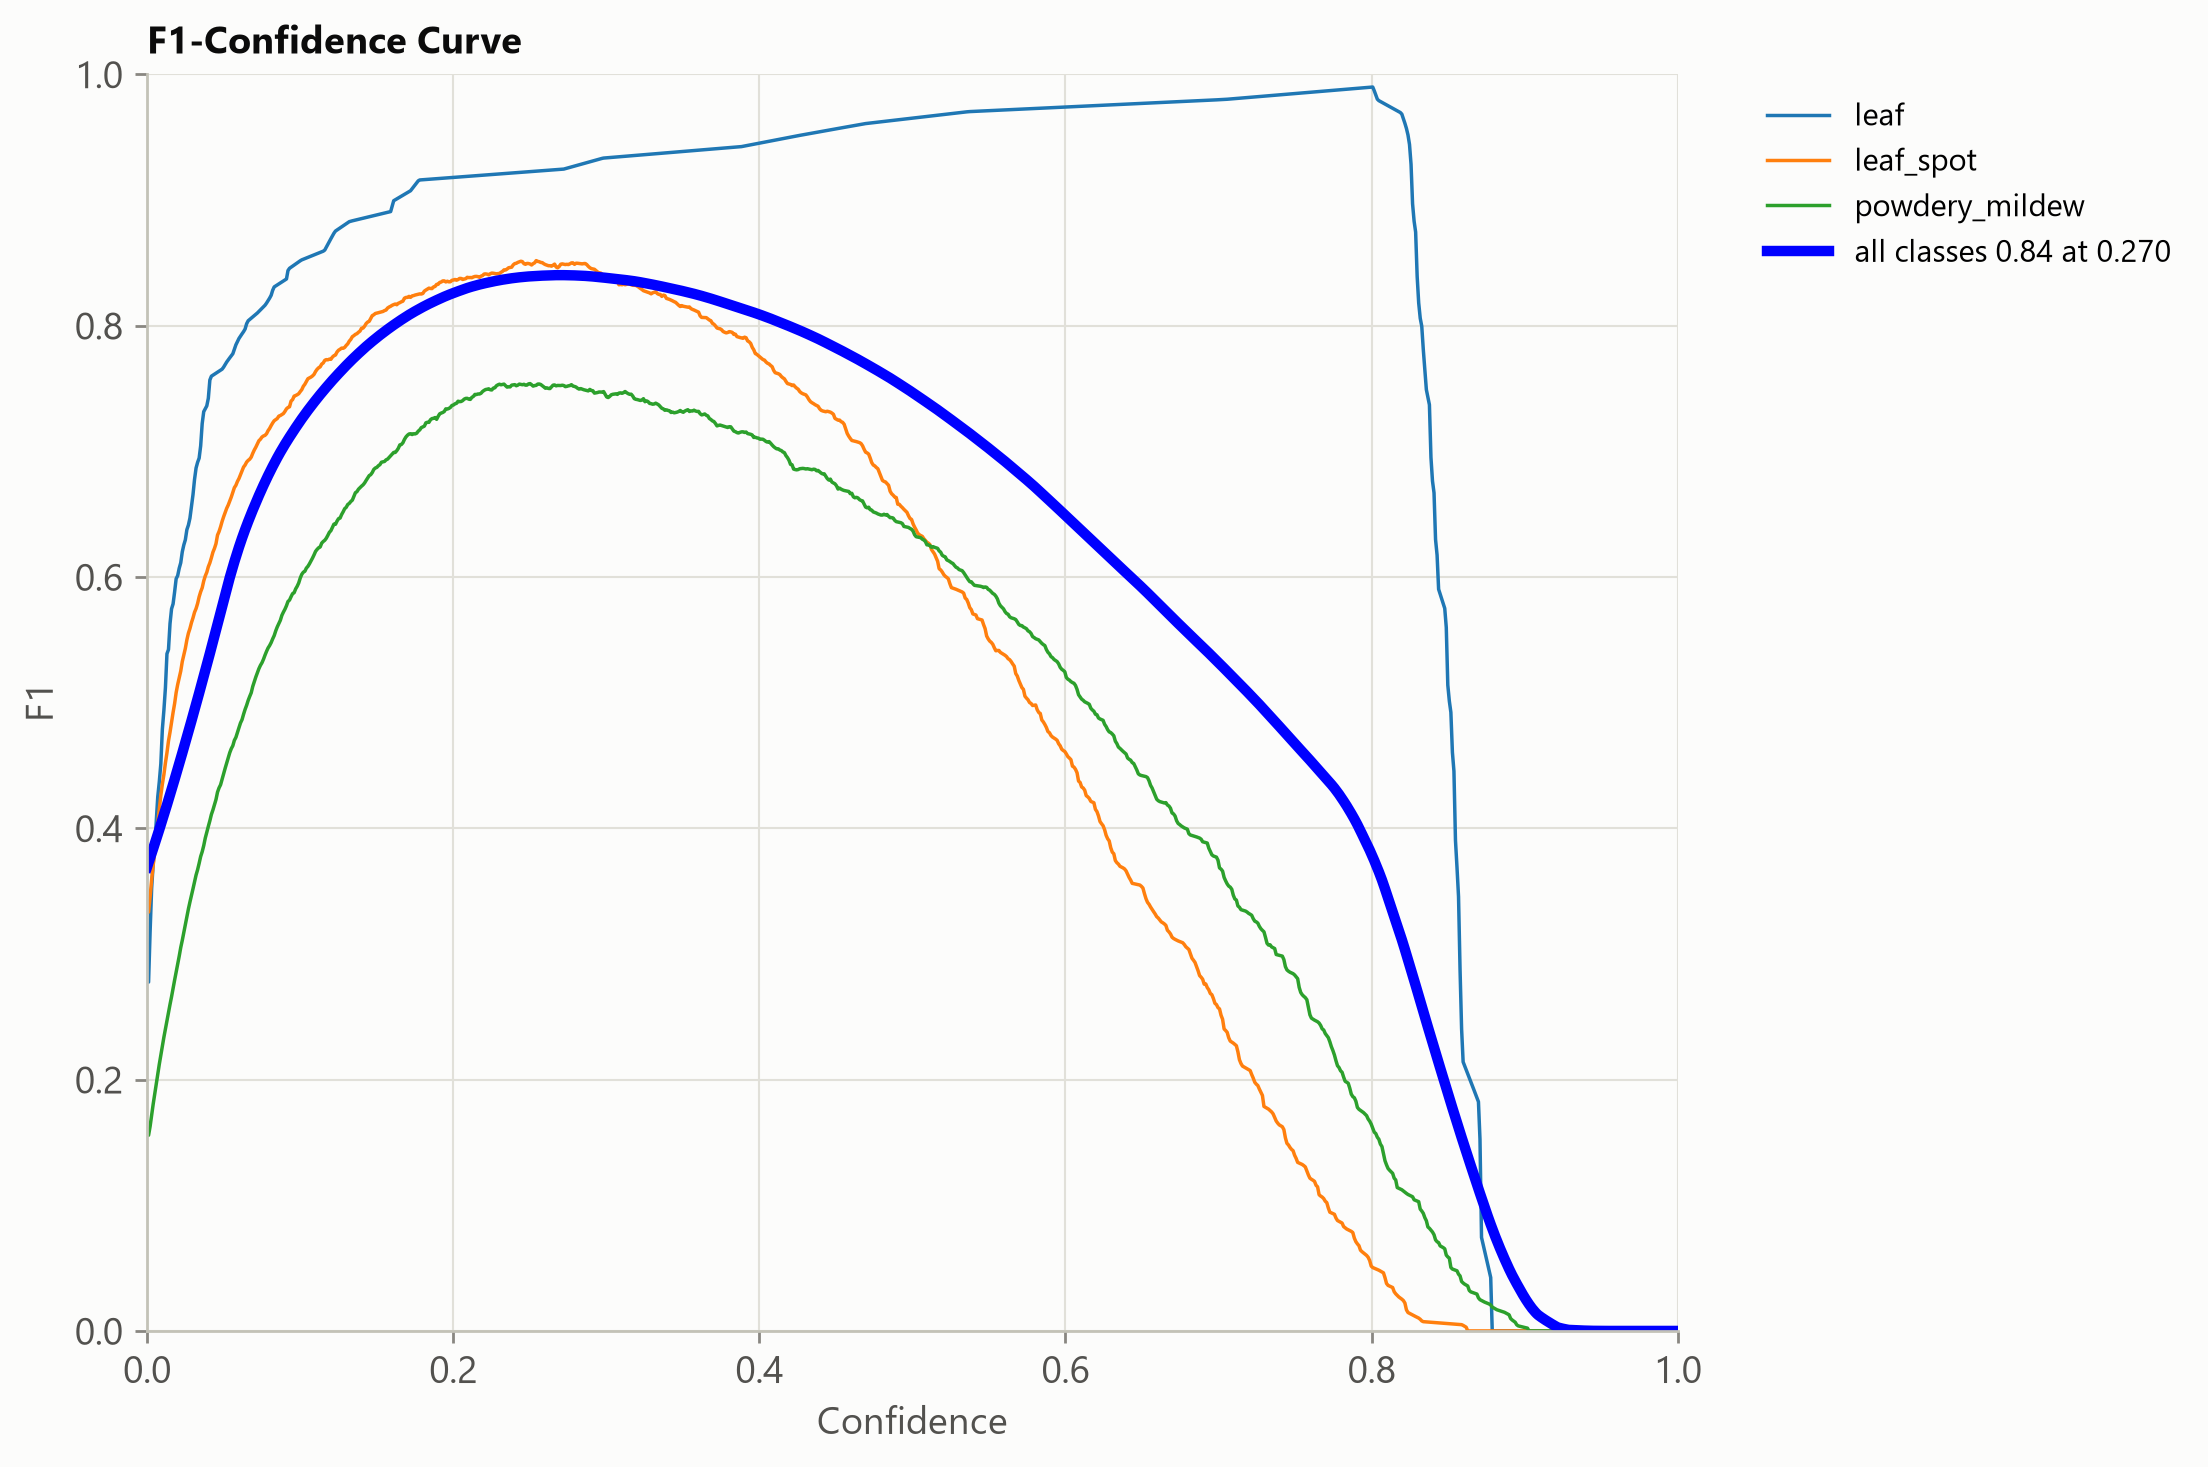 F1-Confidence Curve
1.0
0.8
0.6
0.4
0.2
0.0
F1
0.0 0.2 0.4 0.6 0.8 1.0
Confidence
leaf
leaf_spot
powdery_mildew
all classes 0.84 at 0.270